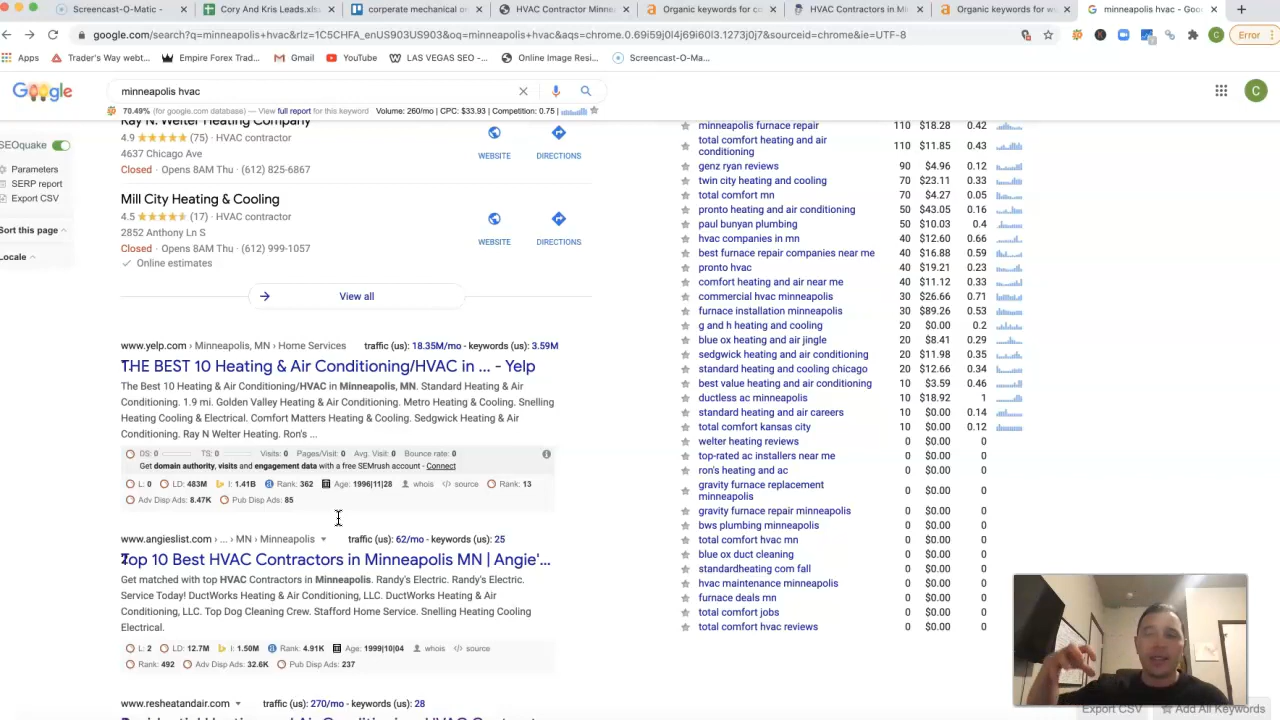 Screencast-O-Matic
Cory And Kris Leads.xls
corperate mechanical or
HVAC Contractor Minne
Organic keywords for co
HVAC Contractors in Mi
Organic keywords for w
minneapolis hvac - Goo
google.com/search?q=minneapolis+hvac&rlz=1C5CHFA_enUS903US903&oq=minneapolis+hvac&aqs=chrome.0.69i59j0l4j69i60l3.1273j0j7&sourceid=chrome&ie=UTF-8
C
Error
Apps
Trader's Way webt...
Empire Forex Trad...
Gmail
YouTube
LAS VEGAS SEO -...
Online Image Resi...
Screencast-O-Ma...
minneapolis hvac
C
70.49% (for google.com database) — View full report for this keyword Volume: 260/mo | CPC: $33.93 | Competition: 0.75 |
SEOquake
Parameters
SERP report
Export CSV
Sort this page
Locale
Ray N. Welter Heating Company
4.9 (75) · HVAC contractor
4637 Chicago Ave
Closed · Opens 8AM Thu · (612) 825-6867
WEBSITE
DIRECTIONS
Mill City Heating & Cooling
4.5 (17) · HVAC contractor
2852 Anthony Ln S
Closed · Opens 8AM Thu · (612) 999-1057
Online estimates
WEBSITE
DIRECTIONS
View all
www.yelp.com › Minneapolis, MN › Home Services traffic (us): 18.35M/mo - keywords (us): 3.59M
THE BEST 10 Heating & Air Conditioning/HVAC in ... - Yelp
The Best 10 Heating & Air Conditioning/HVAC in Minneapolis, MN. Standard Heating & Air
Conditioning. 1.9 mi. Golden Valley Heating & Air Conditioning. Metro Heating & Cooling. Snelling
Heating Cooling & Electrical. Comfort Matters Heating & Cooling. Sedgwick Heating & Air
Conditioning. Ray N Welter Heating. Ron's ...
DS: 0 TS: 0 Visits: 0 Pages/Visit: 0 Avg. Visit: 0 Bounce rate: 0
Get domain authority, visits and engagement data with a free SEMrush account - Connect
L: 0 LD: 483M I: 1.41B Rank: 362 Age: 1996|11|28 whois source Rank: 13
Adv Disp Ads: 8.47K Pub Disp Ads: 85
www.angieslist.com › ... › MN › Minneapolis traffic (us): 62/mo - keywords (us): 25
Top 10 Best HVAC Contractors in Minneapolis MN | Angie'...
Get matched with top HVAC Contractors in Minneapolis. Randy's Electric. Randy's Electric.
Service Today! DuctWorks Heating & Air Conditioning, LLC. DuctWorks Heating & Air
Conditioning, LLC. Top Dog Cleaning Crew. Stafford Home Service. Snelling Heating Cooling
Electrical.
L: 2 LD: 12.7M I: 1.50M Rank: 4.91K Age: 1999|10|04 whois source
Rank: 492 Adv Disp Ads: 32.6K Pub Disp Ads: 237
www.resheatandair.com traffic (us): 270/mo - keywords (us): 28
minneapolis furnace repair 110 $18.28 0.42
total comfort heating and air conditioning 110 $11.85 0.43
genz ryan reviews 90 $4.96 0.12
twin city heating and cooling 70 $23.11 0.33
total comfort mn 70 $4.27 0.05
pronto heating and air conditioning 50 $43.05 0.16
paul bunyan plumbing 50 $10.03 0.4
hvac companies in mn 40 $12.60 0.66
best furnace repair companies near me 40 $16.88 0.59
pronto hvac 40 $19.21 0.23
comfort heating and air near me 40 $11.12 0.33
commercial hvac minneapolis 30 $26.66 0.71
furnace installation minneapolis 30 $89.26 0.53
g and h heating and cooling 20 $0.00 0.2
blue ox heating and air jingle 20 $8.41 0.29
sedgwick heating and air conditioning 20 $11.98 0.35
standard heating and cooling chicago 20 $12.66 0.34
best value heating and air conditioning 10 $3.59 0.46
ductless ac minneapolis 10 $18.92 1
standard heating and air careers 10 $0.00 0.14
total comfort kansas city 10 $0.00 0.12
welter heating reviews 0 $0.00 0
top-rated ac installers near me 0 $0.00 0
ron's heating and ac 0 $0.00 0
gravity furnace replacement minneapolis 0 $0.00 0
gravity furnace repair minneapolis 0 $0.00 0
bws plumbing minneapolis 0 $0.00 0
total comfort hvac mn 0 $0.00 0
blue ox duct cleaning 0 $0.00 0
standardheating com fall 0 $0.00 0
hvac maintenance minneapolis 0 $0.00 0
furnace deals mn 0 $0.00 0
total comfort jobs 0 $0.00 0
total comfort hvac reviews 0 $0.00 0
Export CSV
Add All Keywords